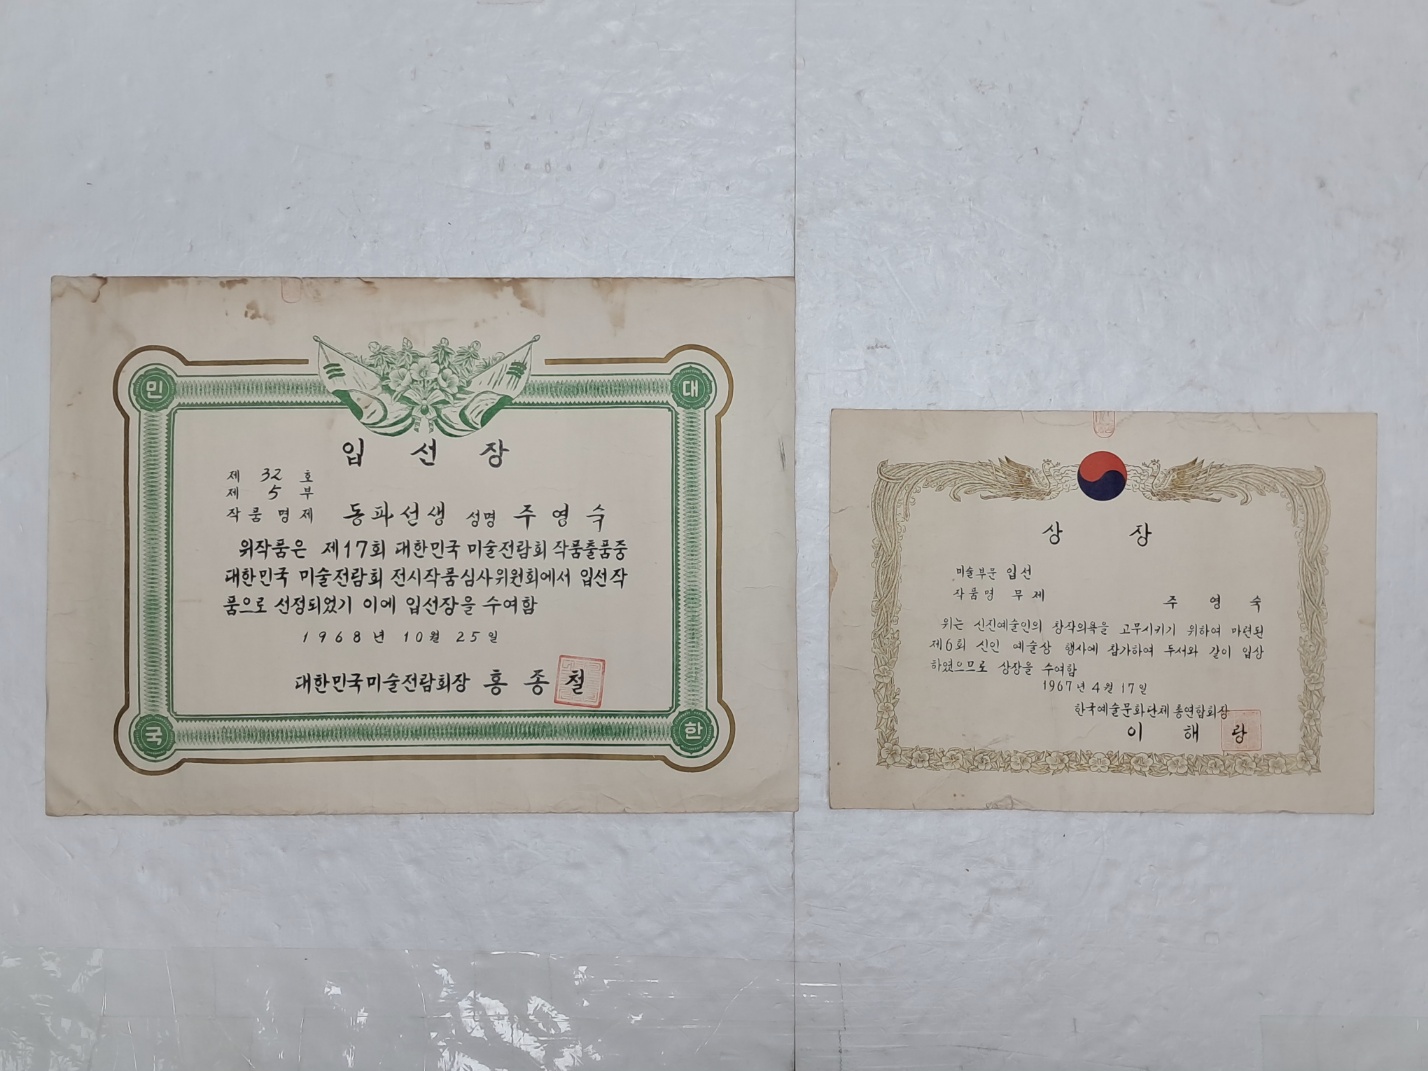 민
대
국
한
입 선 장
제 32 호
제 5 부
작 품 명 제 동파선생 성명 주 영 숙
위작품은 제17회 대한민국 미술전람회 작품출품중
대한민국 미술전람회 전시작품심사위원회에서 입선작
품으로 선정되었기 이에 입선장을 수여함
1968년 10월 25일
대한민국미술전람회장 홍 종 철
상 장
미술부문 입선
작품명 무제
주 영 숙
위는 신진예술인의 창작의욕을 고무시키기 위하여 마련된
제6회 신인 예술상 행사에 참가하여 두서와 같이 입상
하였으므로 상장을 수여함
1967년 4월 17일
한국예술문화단체 총연합회장
이 해 랑